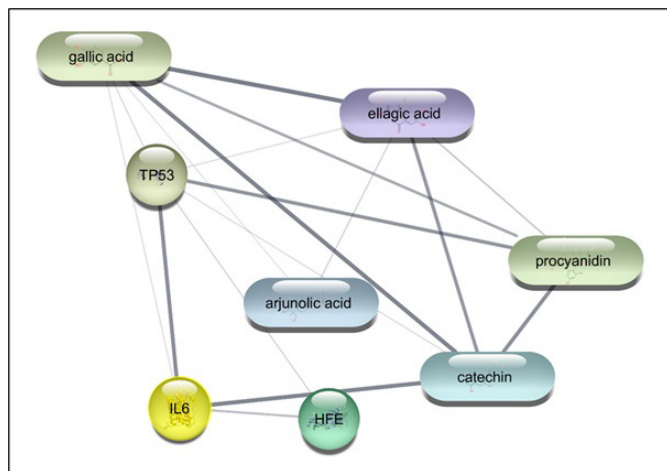 gallic acid
ellagic acid
TP53
procyanidin
arjunolic acid
catechin
IL6
HFE